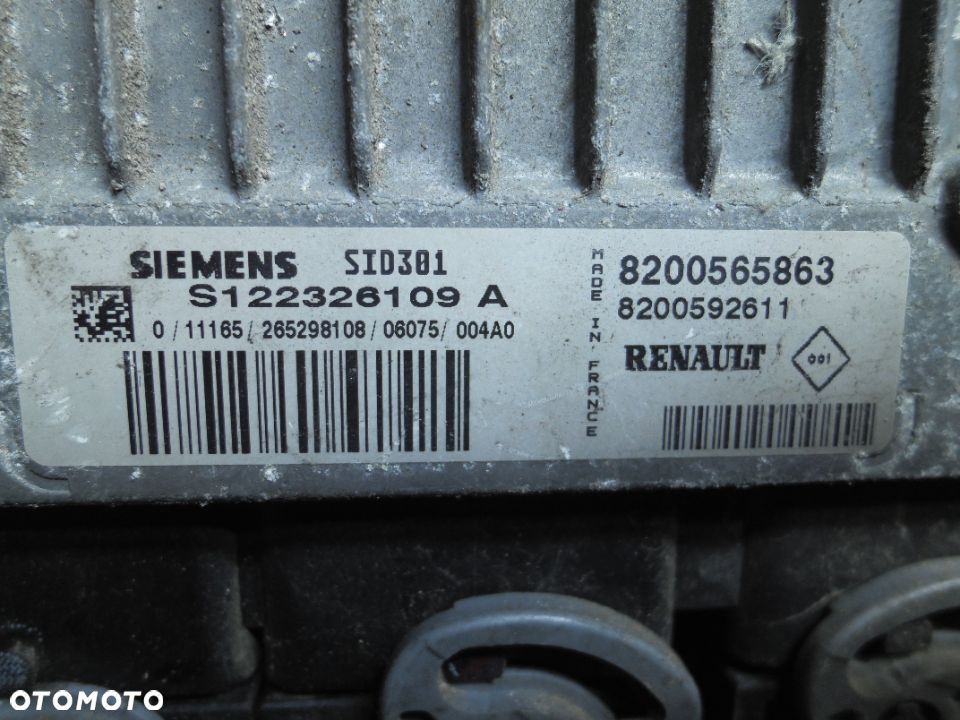 SIEMENS SID301
S122326109 A
0 / 11165 / 265298108 / 06075 / 004A0
MADE IN FRANCE
8200565863
8200592611
RENAULT 001
OTOMOTO